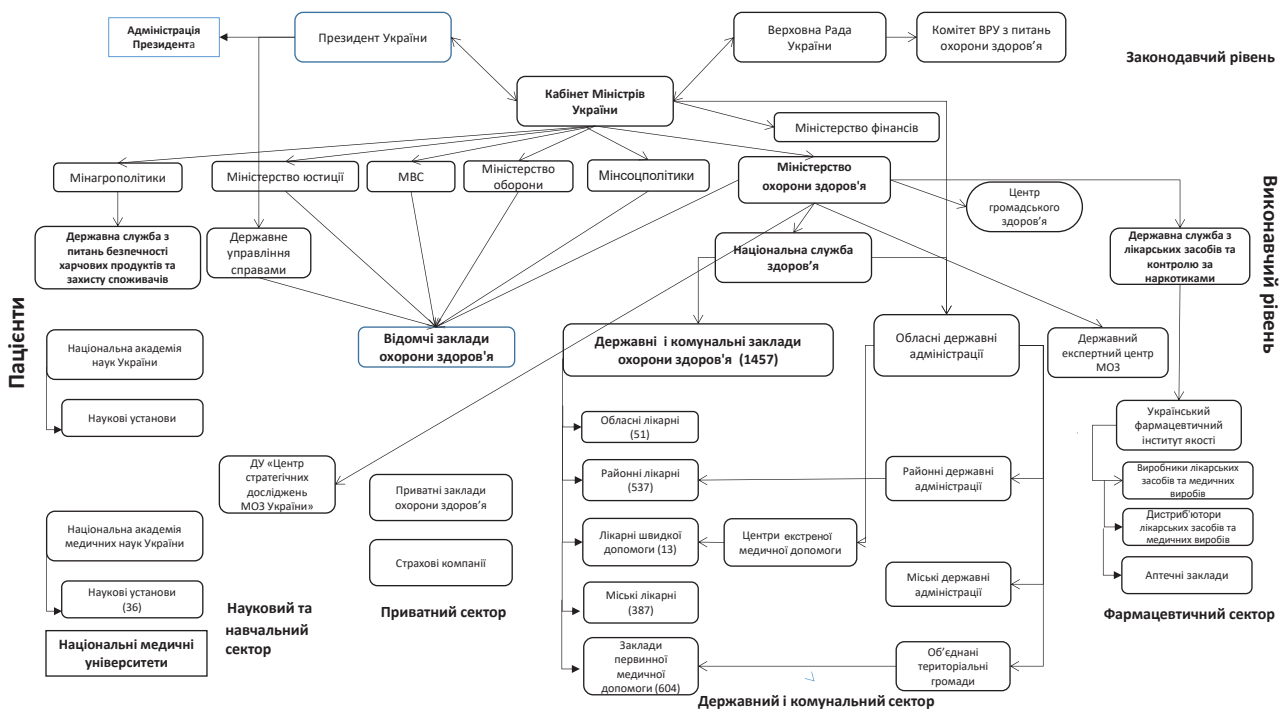 Адміністрація
Президента
Президент України
Верховна Рада
України
Комітет ВРУ з питань
охорони здоров’я
Законодавчий рівень
Кабінет Міністрів
України
Міністерство фінансів
Мінагрополітики
Міністерство юстиції
МВС
Міністерство
оборони
Мінсоцполітики
Міністерство
охорони здоров'я
Центр
громадського
здоров’я
Виконавчий рівень
Державна служба з
питань безпечності
харчових продуктів та
захисту споживачів
Державне
управління
справами
Національна служба
здоров’я
Державна служба з
лікарських засобів та
контролю за
наркотиками
Пацієнти
Відомчі заклади
охорони здоров'я
Державні і комунальні заклади
охорони здоров'я (1457)
Обласні державні
адміністрації
Державний
експертний центр
МОЗ
Національна академія
наук України
Наукові установи
Обласні лікарні
(51)
Український
фармацевтичний
інститут якості
ДУ «Центр
стратегічних
досліджень
МОЗ України»
Приватні заклади
охорони здоров’я
Районні лікарні
(537)
Районні державні
адміністрації
Виробники лікарських
засобів та медичних
виробів
Національна академія
медичних наук України
Страхові компанії
Лікарні швидкої
допомоги (13)
Центри екстреної
медичної допомоги
Дистриб'ютори
лікарських засобів та
медичних виробів
Наукові установи
(36)
Міські лікарні
(387)
Міські державні
адміністрації
Аптечні заклади
Науковий та
навчальний
сектор
Приватний сектор
Фармацевтичний сектор
Національні медичні
університети
Заклади
первинної
медичної
допомоги (604)
Об’єднані
територіальні
громади
Державний і комунальний сектор